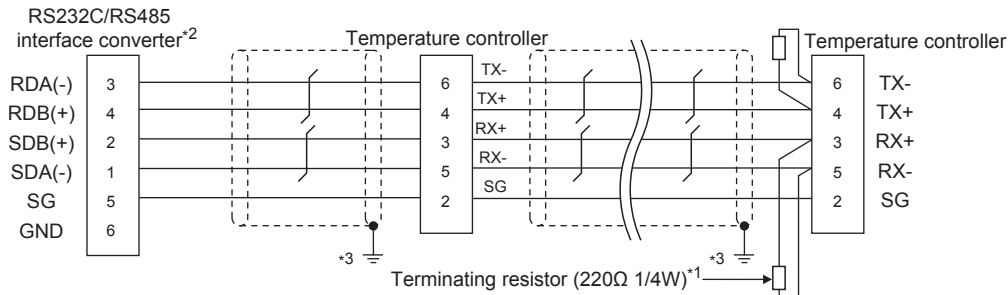 RS232C/RS485
interface converter*2
Temperature controller
Temperature controller
RDA(-) 3 6 TX- 6 TX-
RDB(+) 4 4 TX+ 4 TX+
SDB(+) 2 3 RX+ 3 RX+
SDA(-) 1 5 RX- 5 RX-
SG 5 2 SG 2 SG
GND 6
*3 *3
Terminating resistor (220Ω 1/4W)*1